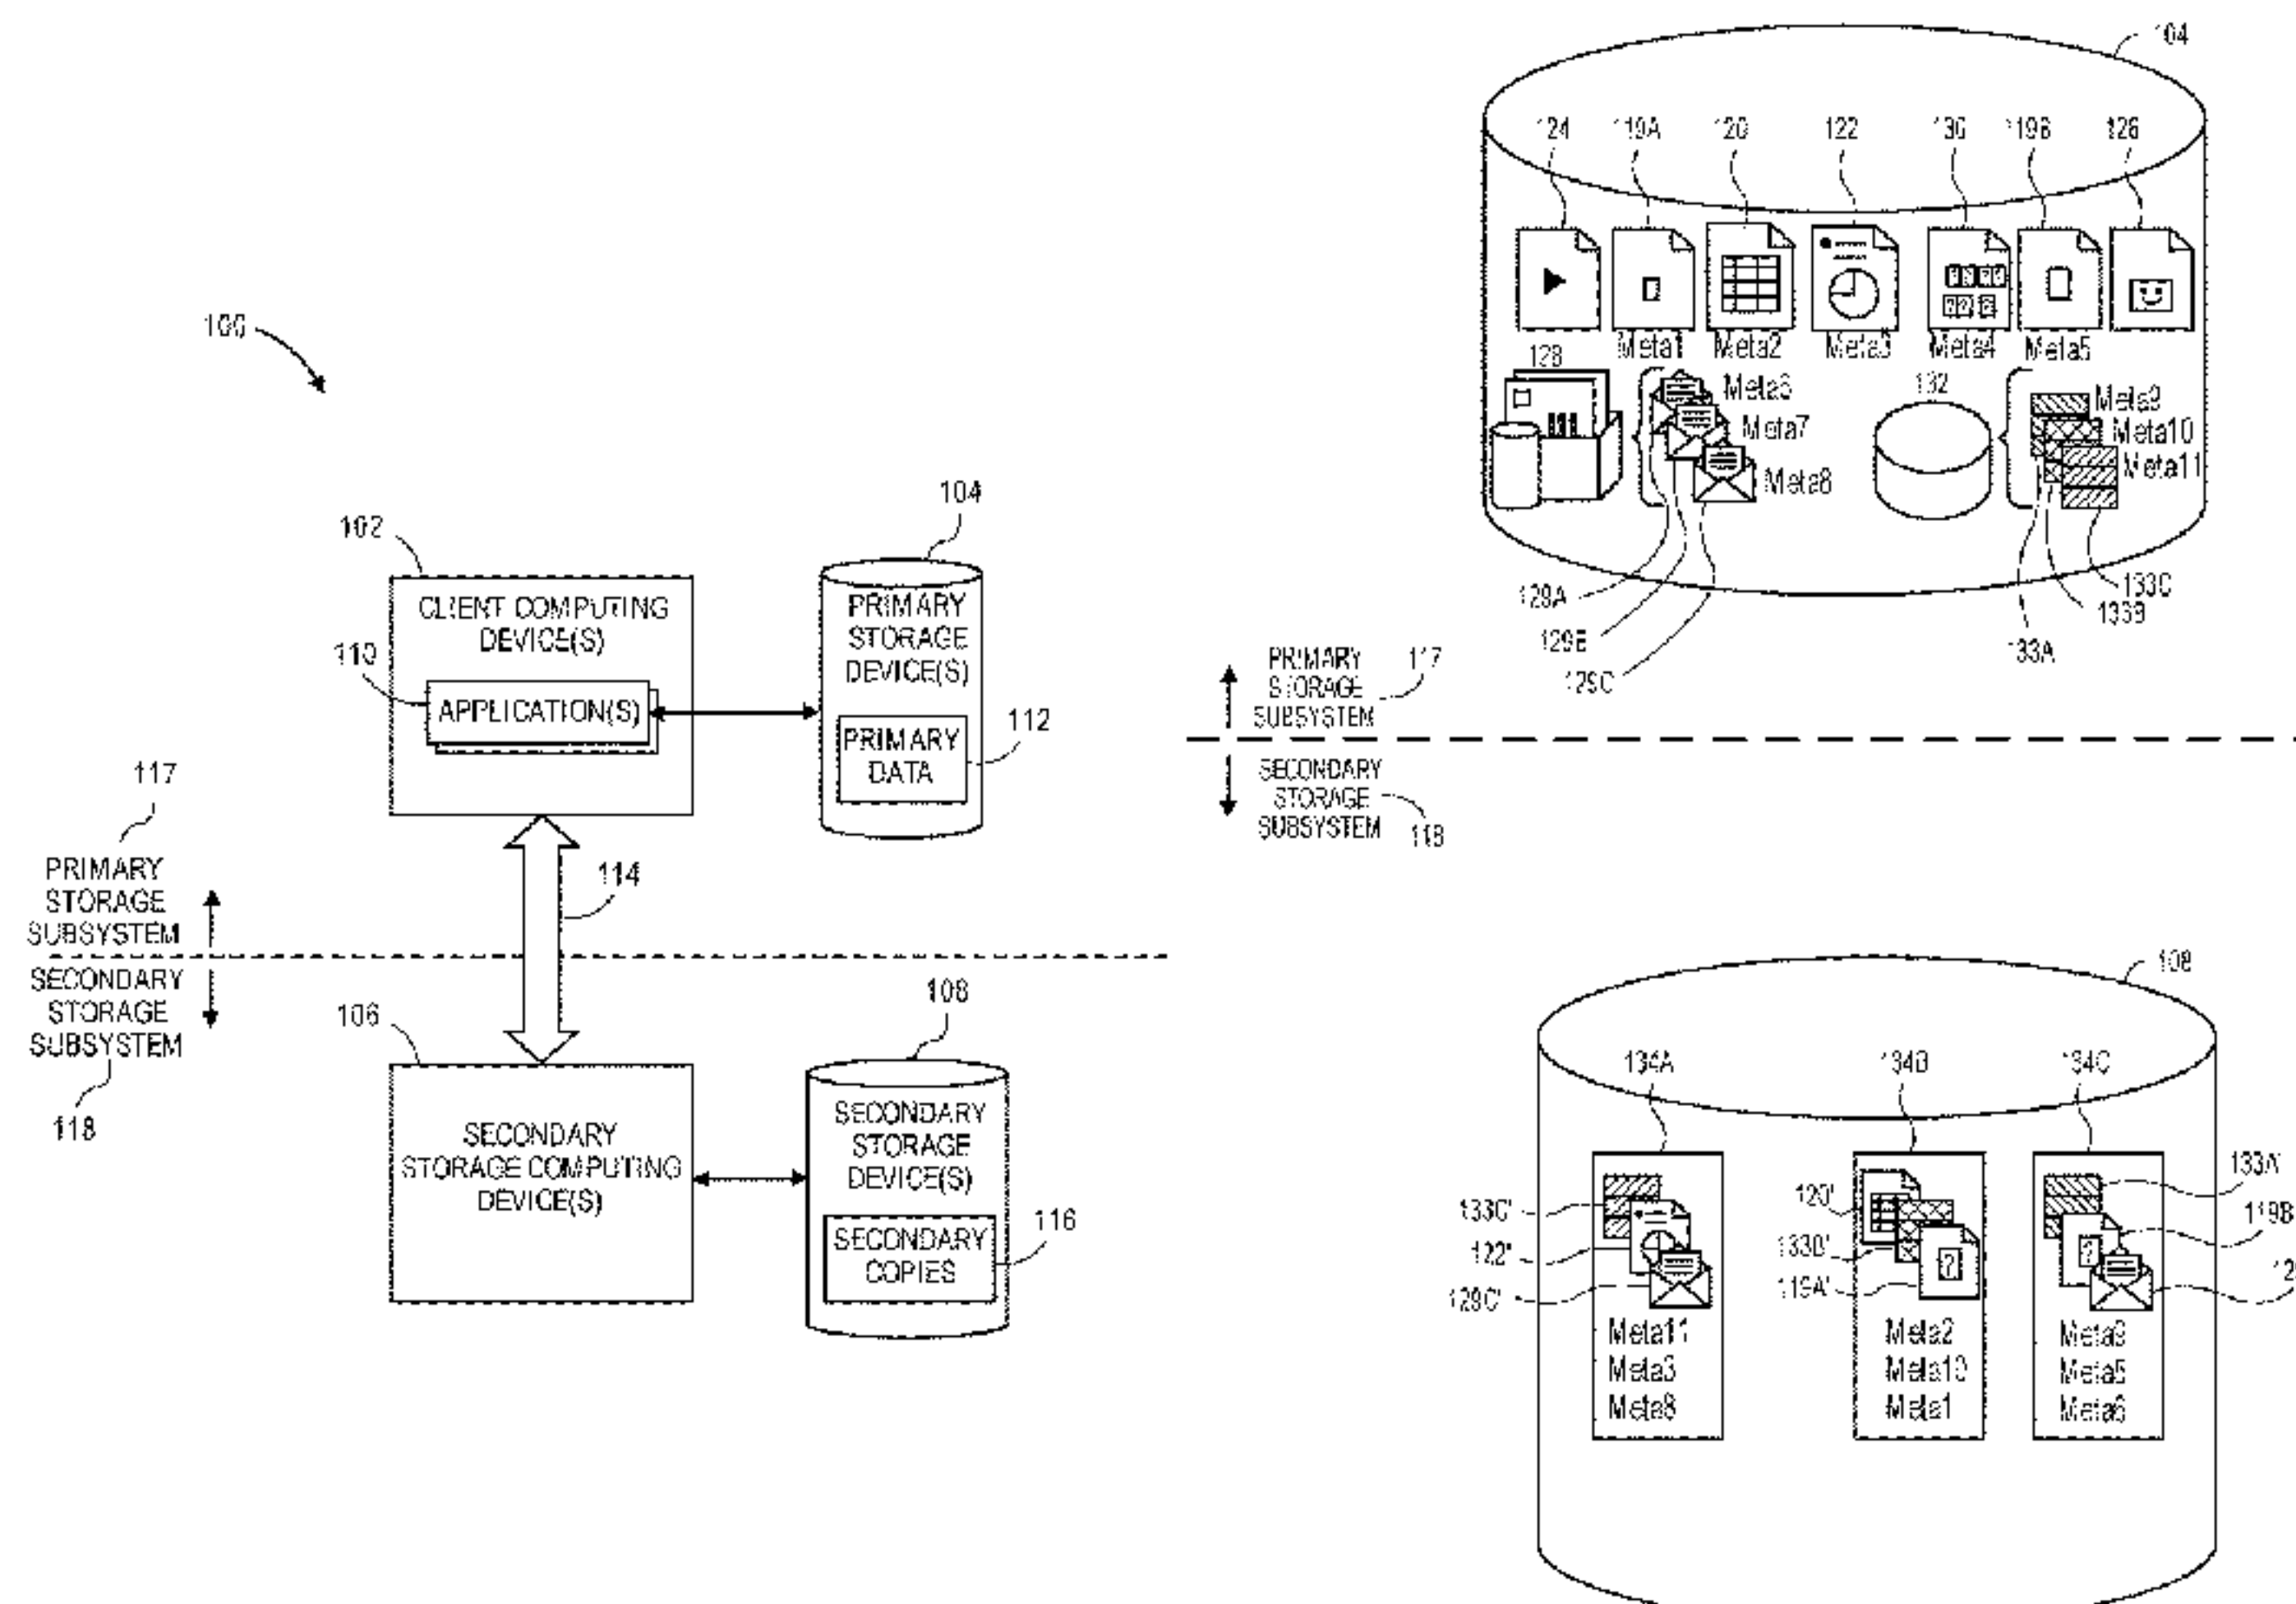 100
102
CLIENT COMPUTING
DEVICE(S)
110
APPLICATION(S)
104
PRIMARY
STORAGE
DEVICE(S)
PRIMARY
DATA
112
117
PRIMARY
STORAGE
SUBSYSTEM
114
SECONDARY
STORAGE
SUBSYSTEM
118
106
SECONDARY
STORAGE COMPUTING
DEVICE(S)
108
SECONDARY
STORAGE
DEVICE(S)
SECONDARY
COPIES
116
104
124 119A 120 122 130 119B 126
Meta1 Meta2 Meta3 Meta4 Meta5
128
Meta6
Meta7
Meta8
132
Meta9
Meta10
Meta11
129A
129B
129C
133A
133B
133C
PRIMARY
STORAGE
SUBSYSTEM
117
SECONDARY
STORAGE
SUBSYSTEM
118
108
134A 134B 134C
133C'
122'
129C'
Meta11
Meta3
Meta8
120'
133B'
119A'
Meta2
Meta10
Meta1
133A'
119B
12
Meta9
Meta5
Meta6